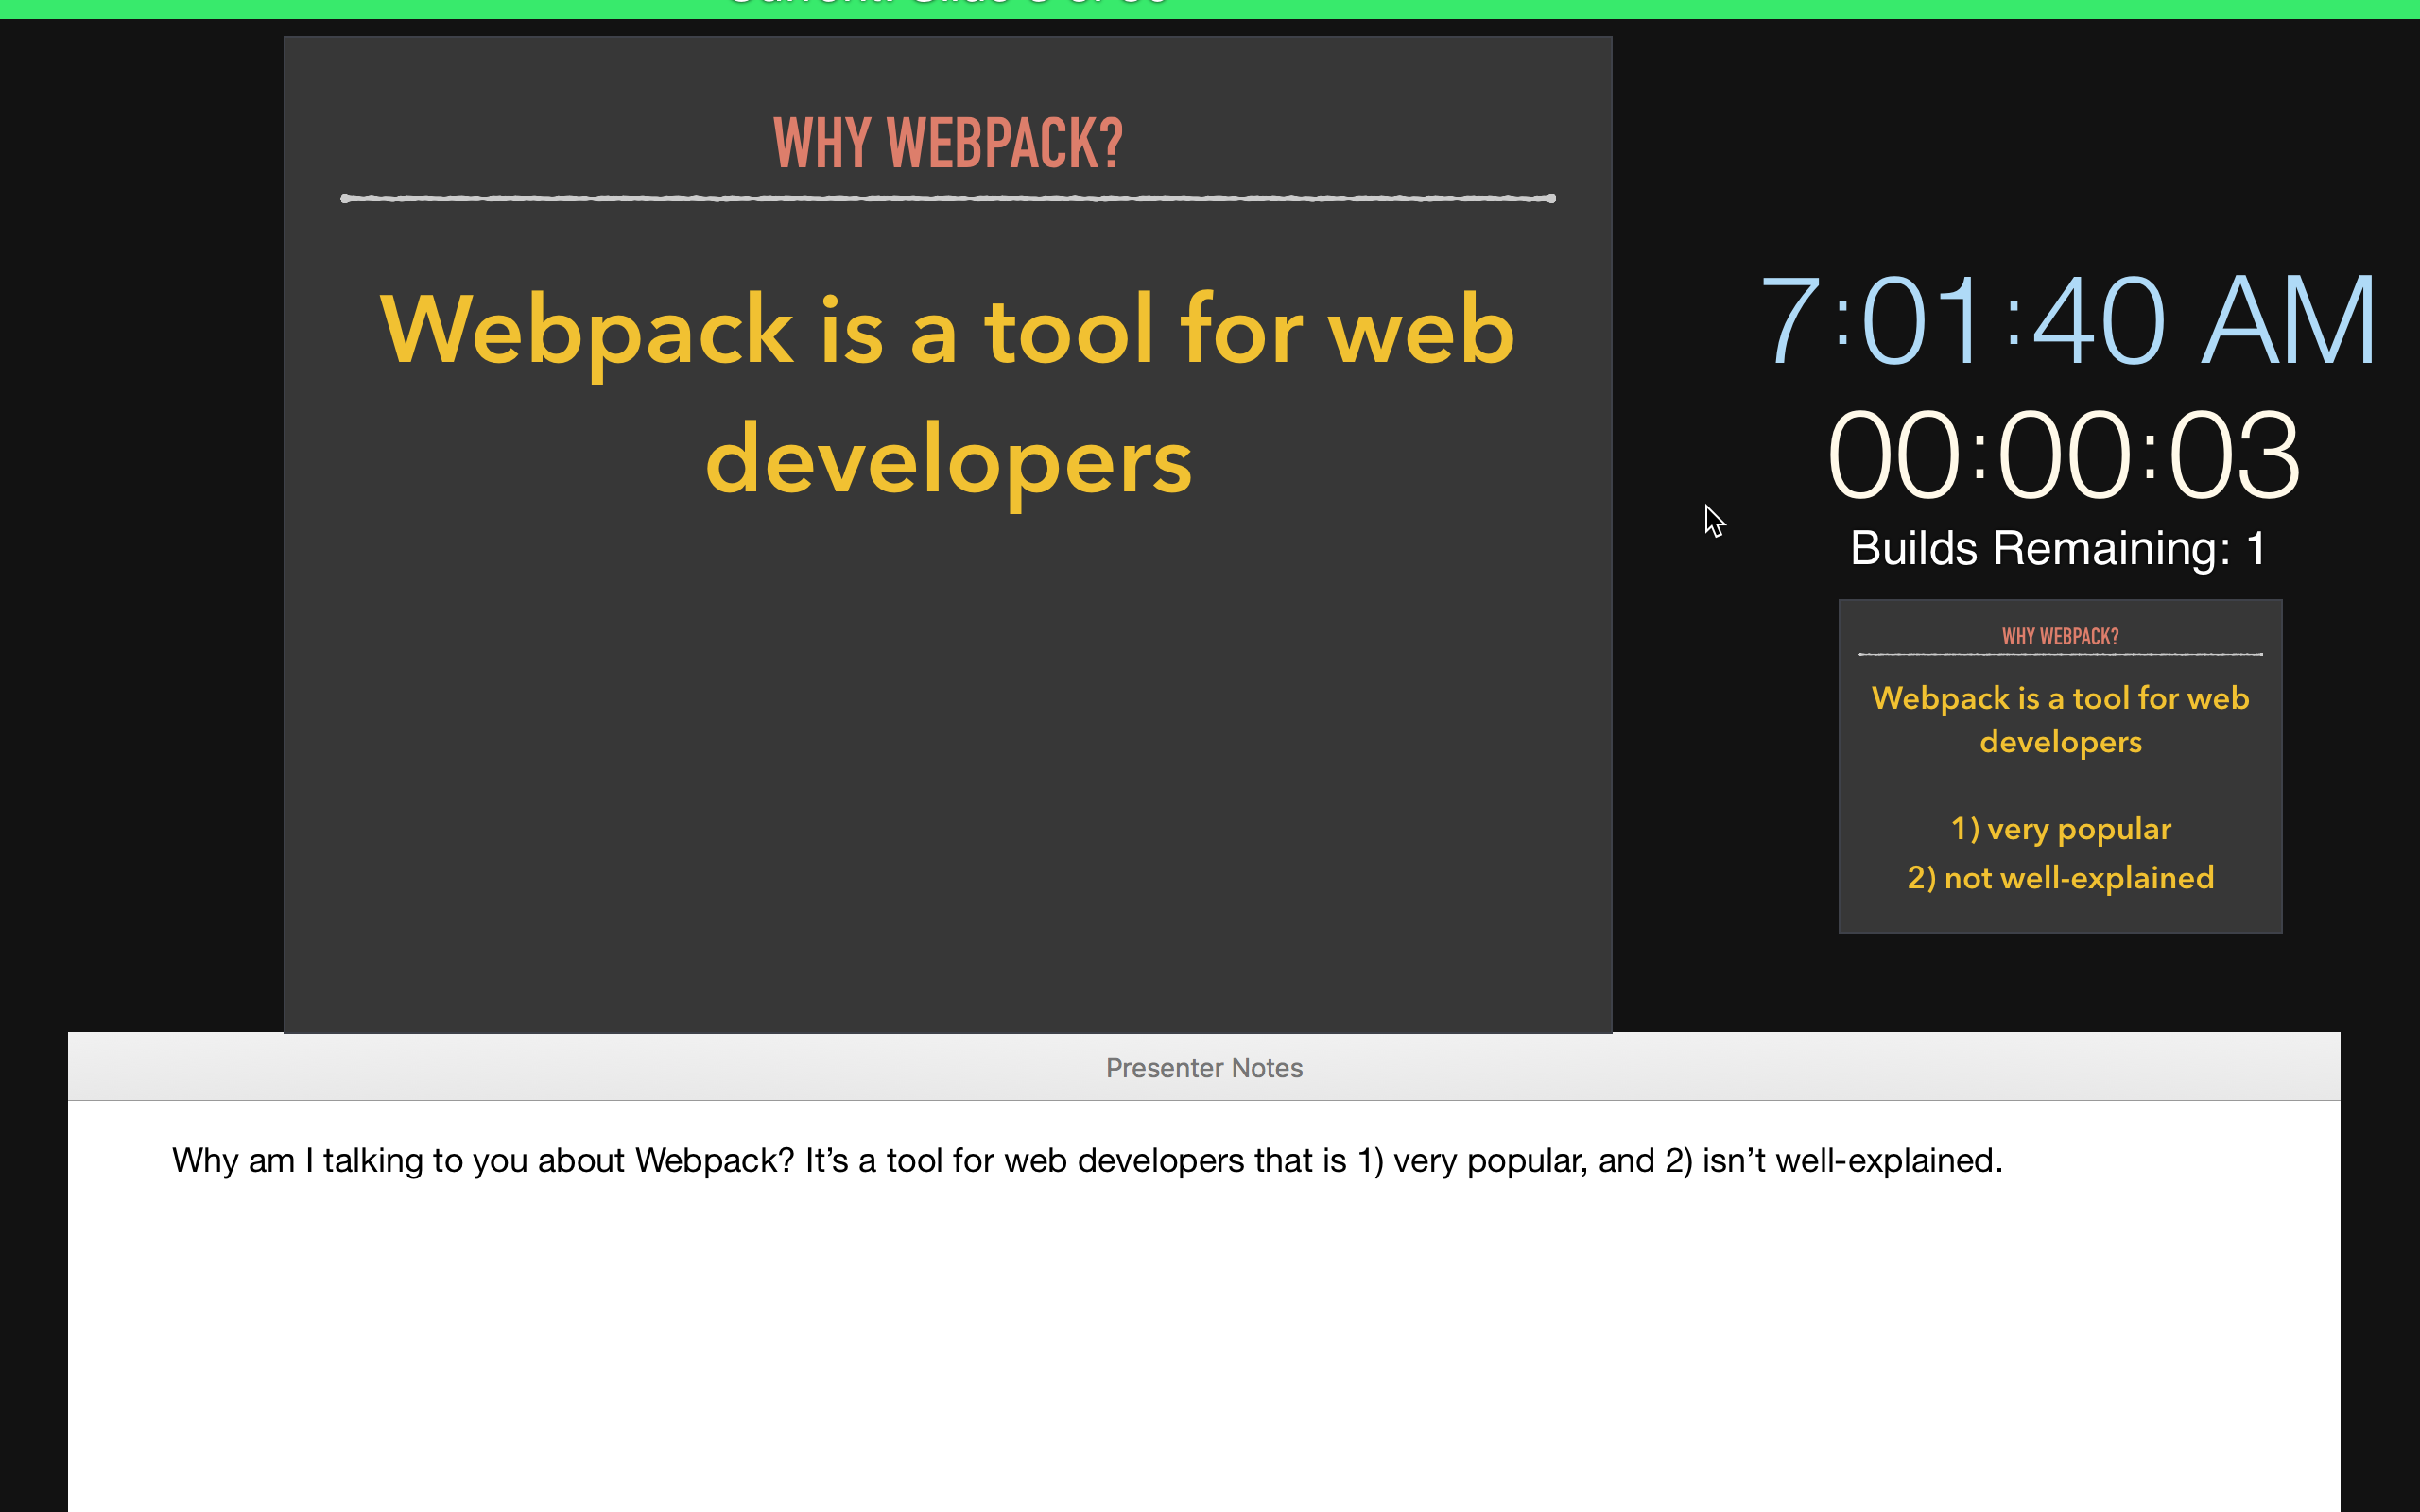 WHY WEBPACK?
Webpack is a tool for web
developers
7:01:40 AM
00:00:03
Builds Remaining: 1
WHY WEBPACK?
Webpack is a tool for web
developers
1) very popular
2) not well-explained
Presenter Notes
Why am I talking to you about Webpack? It’s a tool for web developers that is 1) very popular, and 2) isn’t well-explained.